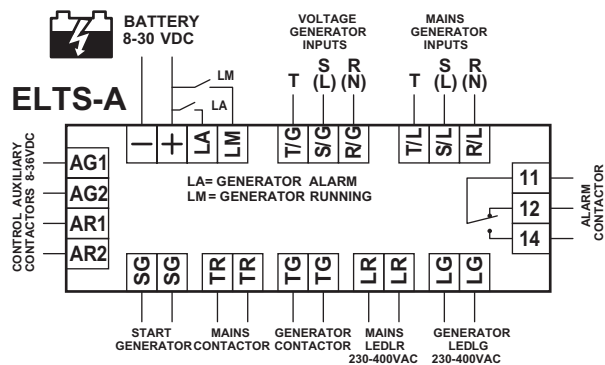 BATTERY
8-30 VDC
VOLTAGE
GENERATOR
INPUTS
MAINS
GENERATOR
INPUTS
LM
LA
T
S
(L)
R
(N)
T
S
(L)
R
(N)
ELTS-A
—
+
LA
LM
T/G
S/G
R/G
T/L
S/L
R/L
CONTROL AUXILIARY
CONTACTORS 8-36VDC
AG1
AG2
AR1
AR2
LA= GENERATOR ALARM
LM= GENERATOR RUNNING
11
12
14
ALARM
CONTACTOR
SG
SG
TR
TR
TG
TG
LR
LR
LG
LG
START
GENERATOR
MAINS
CONTACTOR
GENERATOR
CONTACTOR
MAINS
LEDLR
230-400VAC
GENERATOR
LEDLG
230-400VAC